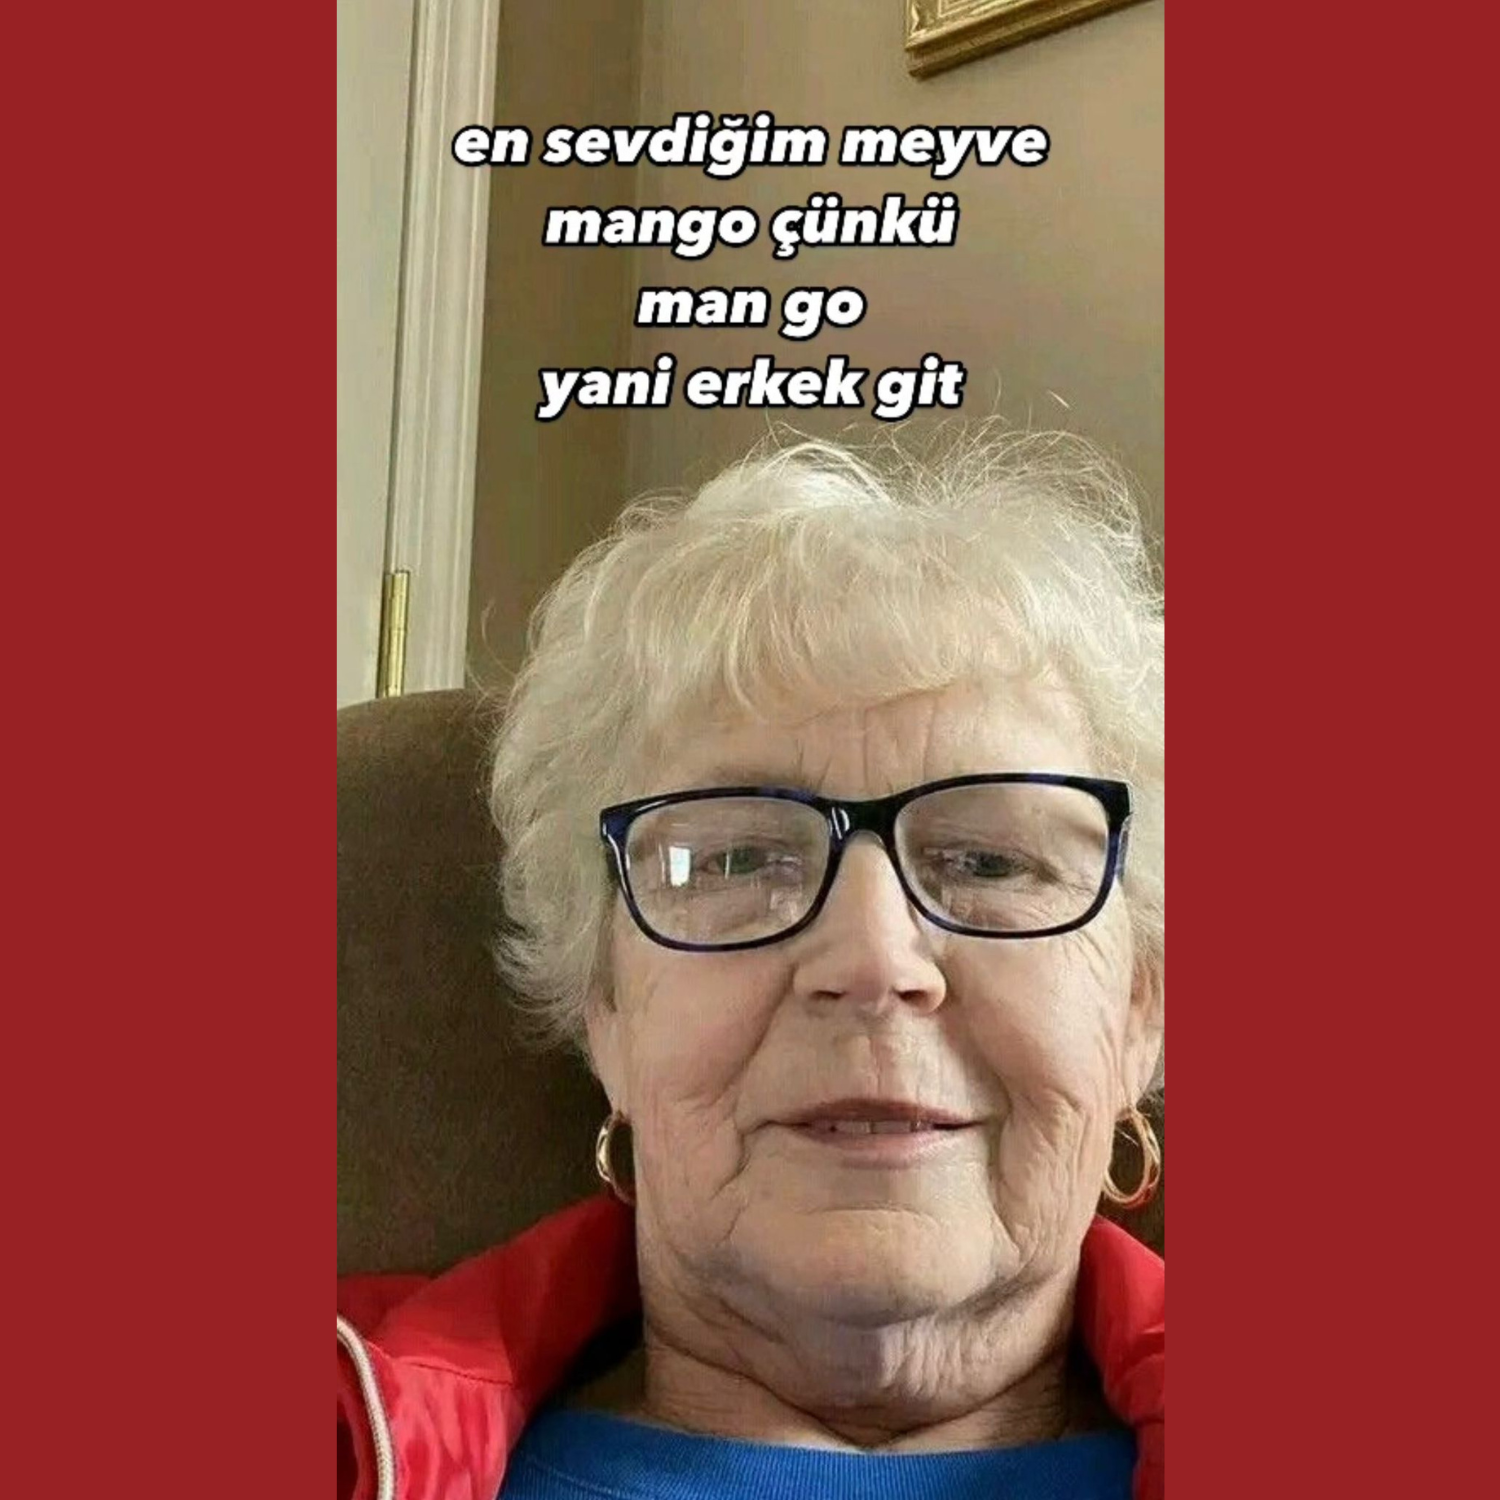 en sevdiğim meyve
mango çünkü
man go
yani erkek git